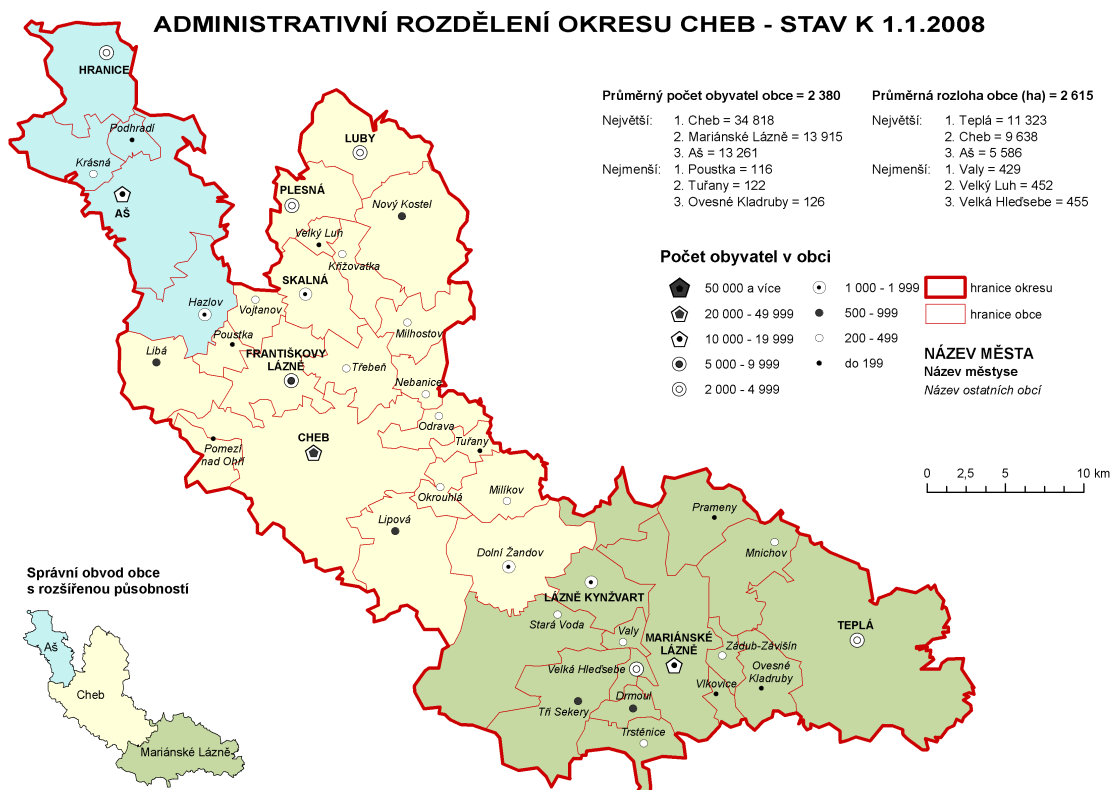 ADMINISTRATIVNÍ ROZDĚLENÍ OKRESU CHEB - STAV K 1.1.2008
Průměrný počet obyvatel obce = 2 380
Největší: 1. Cheb = 34 818
2. Mariánské Lázně = 13 915
3. Aš = 13 261
Nejmenší: 1. Poustka = 116
2. Tuřany = 122
3. Ovesné Kladruby = 126
Průměrná rozloha obce (ha) = 2 615
Největší: 1. Teplá = 11 323
2. Cheb = 9 638
3. Aš = 5 586
Nejmenší: 1. Valy = 429
2. Velký Luh = 452
3. Velká Hleďsebe = 455
Počet obyvatel v obci
50 000 a více
20 000 - 49 999
10 000 - 19 999
5 000 - 9 999
2 000 - 4 999
1 000 - 1 999
500 - 999
200 - 499
do 199
hranice okresu
hranice obce
NÁZEV MĚSTA
Název městyse
Název ostatních obcí
0 2,5 5 10 km
HRANICE
Podhradí
Krásná
AŠ
LUBY
PLESNÁ
Nový Kostel
Velký Luh
Křižovatka
SKALNÁ
Hazlov
Vojtanov
Poustka
Milhostov
Libá
FRANTIŠKOVY
LÁZNĚ
Třebeň
Nebanice
Odrava
CHEB
Tuřany
Pomezí
nad Ohří
Okrouhlá
Milíkov
Lipová
Dolní Žandov
Prameny
Mnichov
LÁZNĚ KYNŽVART
Stará Voda
Valy
MARIÁNSKÉ
LÁZNĚ
TEPLÁ
Zádub-Závišín
Velká Hleďsebe
Ovesné
Kladruby
Vlkovice
Drmoul
Tři Sekery
Trstěnice
Správní obvod obce
s rozšířenou působností
Aš
Cheb
Mariánské Lázně